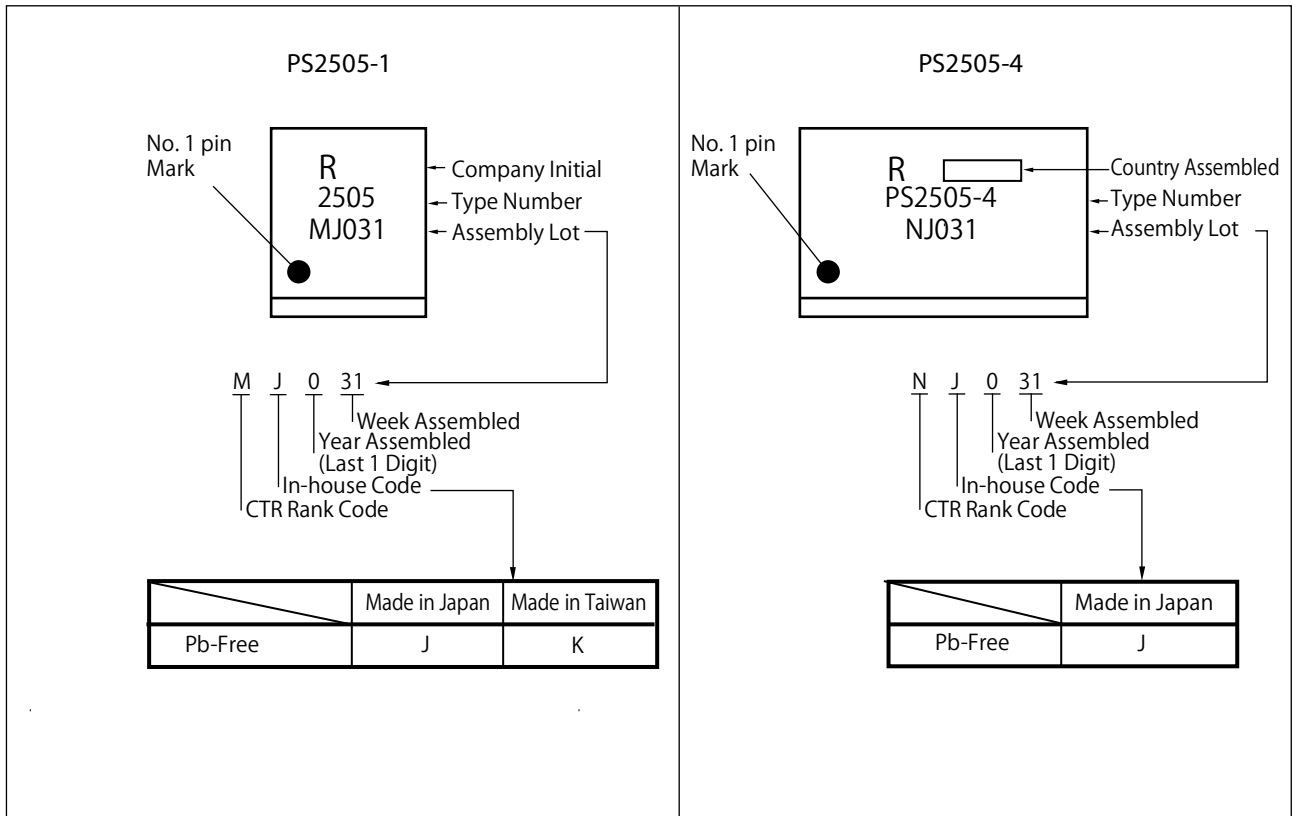 PS2505-1
No. 1 pin
Mark
R
2505
MJ031
Company Initial
Type Number
Assembly Lot
M J 0 31
Week Assembled
Year Assembled
(Last 1 Digit)
In-house Code
CTR Rank Code
Made in Japan Made in Taiwan
Pb-Free J K
PS2505-4
No. 1 pin
Mark
R
PS2505-4
NJ031
Country Assembled
Type Number
Assembly Lot
N J 0 31
Week Assembled
Year Assembled
(Last 1 Digit)
In-house Code
CTR Rank Code
Made in Japan
Pb-Free J